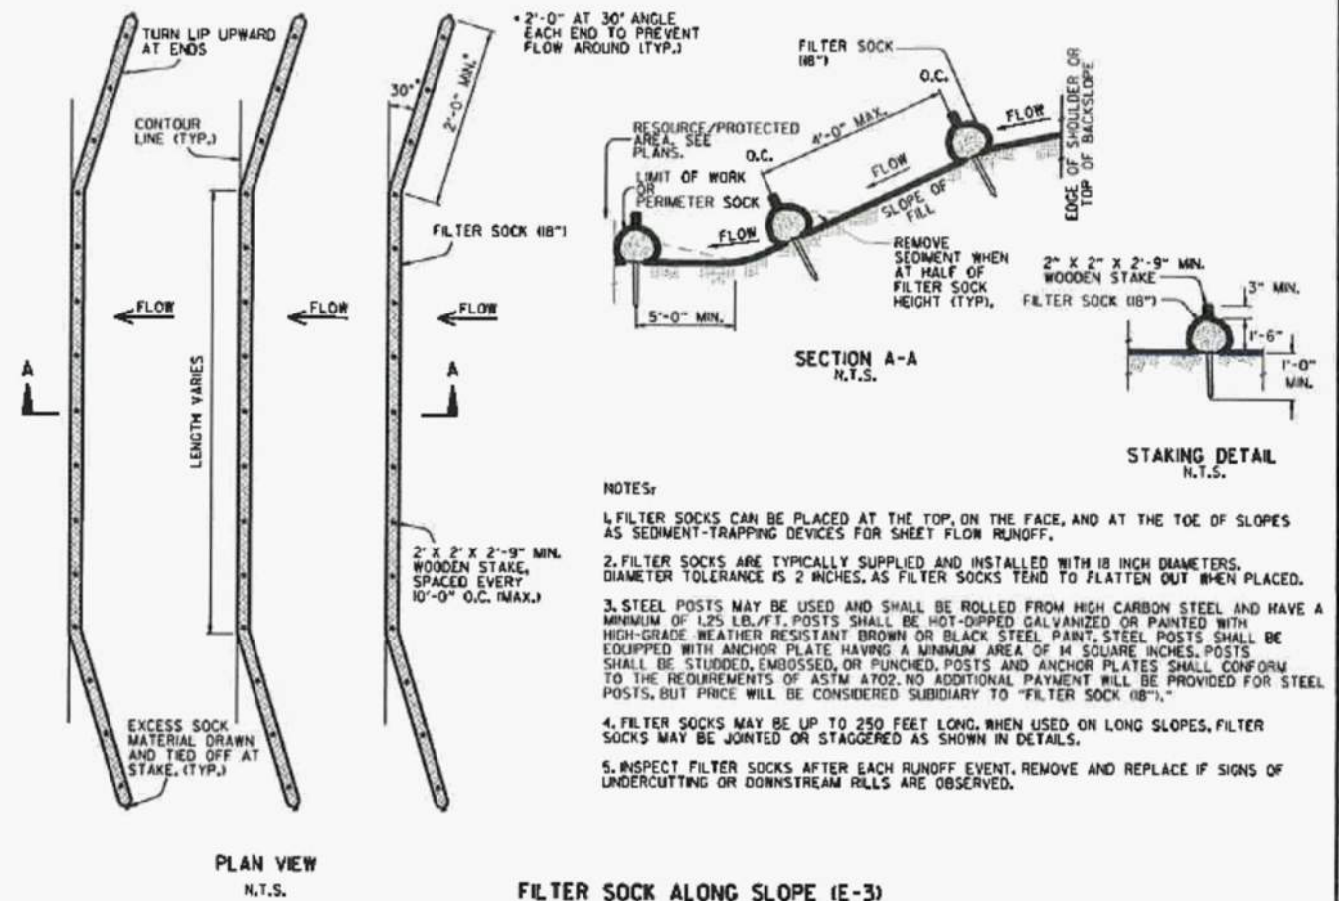 TURN LIP UPWARD
AT ENDS
CONTOUR
LINE (TYP.)
30°*
2'-0" MIN.*
* 2'-0" AT 30° ANGLE
EACH END TO PREVENT
FLOW AROUND (TYP.)
FILTER SOCK (18")
FLOW
FLOW
FLOW
A
A
LENGTH VARIES
2' X 2' X 2'-9" MIN.
WOODEN STAKE,
SPACED EVERY
10'-0" O.C. (MAX.)
EXCESS SOCK
MATERIAL DRAWN
AND TIED OFF AT
STAKE. (TYP.)
PLAN VIEW
N.T.S.
FILTER SOCK
(18")
O.C.
FLOW
4'-0" MAX.
O.C.
RESOURCE/PROTECTED
AREA. SEE
PLANS.
LIMIT OF WORK
OR
PERIMETER SOCK
FLOW
FLOW
SLOPE OF
FILL
EDGE OF SHOULDER OR
TOP OF BACKSLOPE
REMOVE
SEDIMENT WHEN
AT HALF OF
FILTER SOCK
HEIGHT (TYP).
5'-0" MIN.
SECTION A-A
N.T.S.
2" X 2" X 2'-9" MIN.
WOODEN STAKE
FILTER SOCK (18")
3" MIN.
1'-6"
1'-0"
MIN.
STAKING DETAIL
N.T.S.
NOTES:
1. FILTER SOCKS CAN BE PLACED AT THE TOP, ON THE FACE, AND AT THE TOE OF SLOPES
AS SEDIMENT-TRAPPING DEVICES FOR SHEET FLOW RUNOFF.
2. FILTER SOCKS ARE TYPICALLY SUPPLIED AND INSTALLED WITH 18 INCH DIAMETERS.
DIAMETER TOLERANCE IS 2 INCHES, AS FILTER SOCKS TEND TO FLATTEN OUT WHEN PLACED.
3. STEEL POSTS MAY BE USED AND SHALL BE ROLLED FROM HIGH CARBON STEEL AND HAVE A
MINIMUM OF 1.25 LB./FT. POSTS SHALL BE HOT-DIPPED GALVANIZED OR PAINTED WITH
HIGH-GRADE WEATHER RESISTANT BROWN OR BLACK STEEL PAINT. STEEL POSTS SHALL BE
EQUIPPED WITH ANCHOR PLATE HAVING A MINIMUM AREA OF 14 SQUARE INCHES. POSTS
SHALL BE STUDDED, EMBOSSED, OR PUNCHED. POSTS AND ANCHOR PLATES SHALL CONFORM
TO THE REQUIREMENTS OF ASTM A702. NO ADDITIONAL PAYMENT WILL BE PROVIDED FOR STEEL
POSTS, BUT PRICE WILL BE CONSIDERED SUBIDIARY TO "FILTER SOCK (18")."
4. FILTER SOCKS MAY BE UP TO 250 FEET LONG. WHEN USED ON LONG SLOPES, FILTER
SOCKS MAY BE JOINTED OR STAGGERED AS SHOWN IN DETAILS.
5. INSPECT FILTER SOCKS AFTER EACH RUNOFF EVENT. REMOVE AND REPLACE IF SIGNS OF
UNDERCUTTING OR DOWNSTREAM RILLS ARE OBSERVED.
FILTER SOCK ALONG SLOPE (E-3)